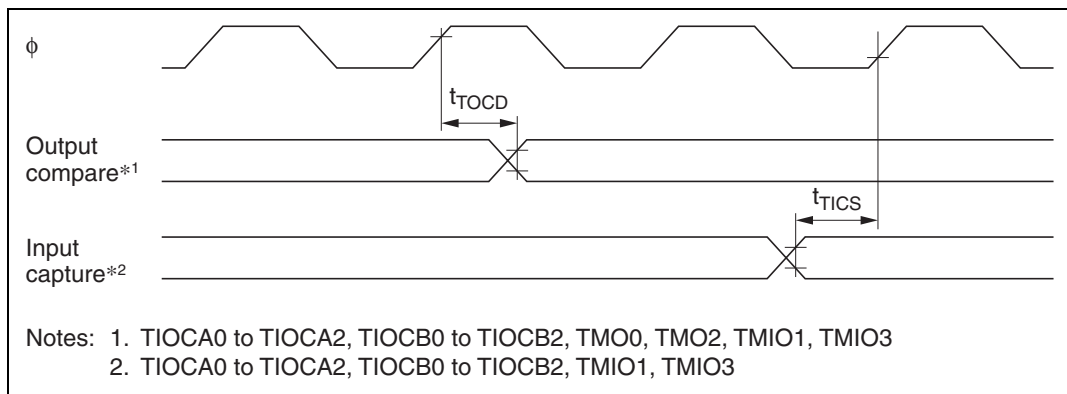 ϕ
tTOCD
Output
compare*1
tTICS
Input
capture*2
Notes: 1. TIOCA0 to TIOCA2, TIOCB0 to TIOCB2, TMO0, TMO2, TMIO1, TMIO3
2. TIOCA0 to TIOCA2, TIOCB0 to TIOCB2, TMIO1, TMIO3